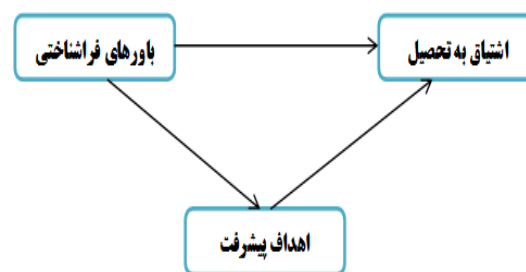 اشتیاق به تحصیل
باورهای فراشناختی
اهداف پیشرفت